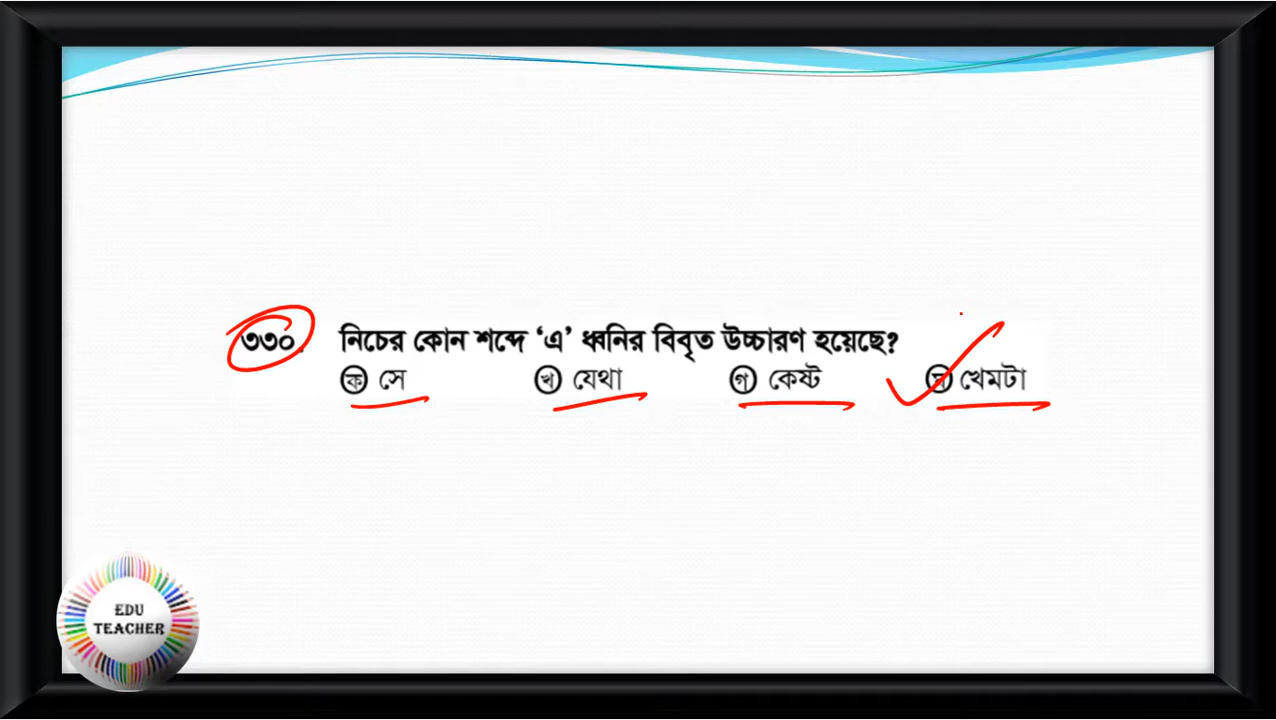 ৩৩০. নিচের কোন শব্দে ‘এ’ ধ্বনির বিবৃত উচ্চারণ হয়েছে?
ক সে খ যেথা গ কেষ্ট ঘ খেমটা
EDU
TEACHER